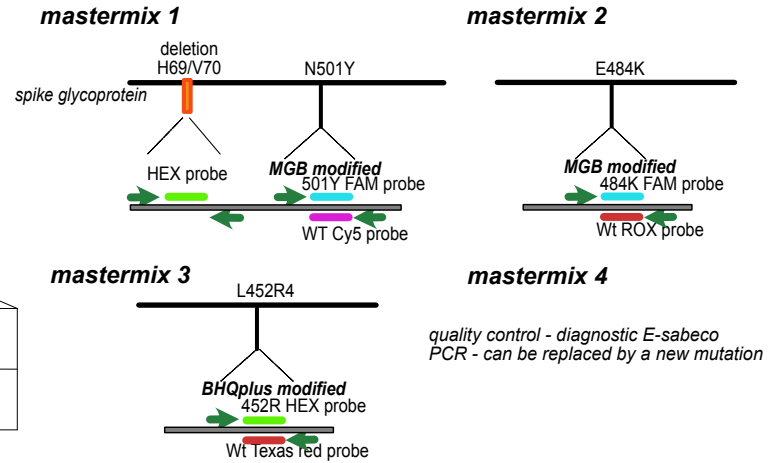 mastermix 1
deletion
H69/V70
N501Y
spike glycoprotein
HEX probe
MGB modified
501Y FAM probe
WT Cy5 probe
mastermix 2
E484K
MGB modified
484K FAM probe
Wt ROX probe
mastermix 3
L452R4
BHQplus modified
452R HEX probe
Wt Texas red probe
mastermix 4
quality control - diagnostic E-sabeco
PCR - can be replaced by a new mutation